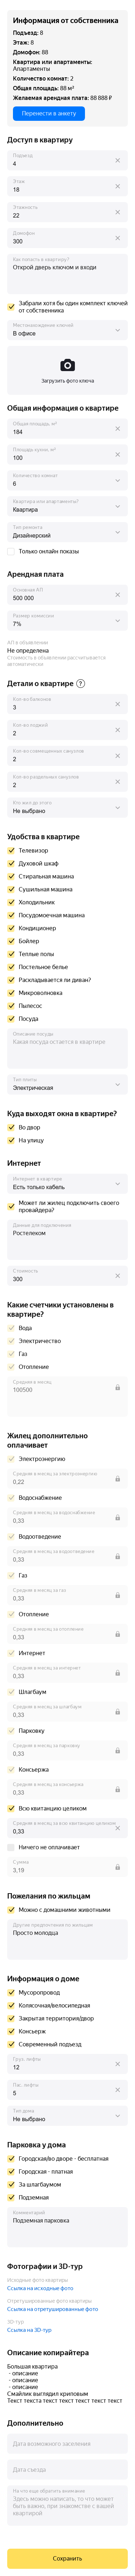 Информация от собственника
Подъезд: 8
Этаж: 8
Домофон: 88
Квартира или апартаменты:
Апартаменты
Количество комнат: 2
Общая площадь: 88 м²
Желаемая арендная плата: 88 888 ₽
Перенести в анкету
Доступ в квартиру
Подъезд
4
Этаж
18
Этажность
22
Домофон
300
Как попасть в квартиру?
Открой дверь ключом и входи
Забрали хотя бы один комплект ключей
от собственника
Местонахождение ключей
В офисе
Загрузить фото ключа
Общая информация о квартире
Общая площадь, м²
184
Площадь кухни, м²
100
Количество комнат
6
Квартира или апартаменты?
Квартира
Тип ремонта
Дизайнерский
Только онлайн показы
Арендная плата
Основная АП
500 000
Размер комиссии
7%
АП в объявлении
Не определена
Стоимость в объявлении рассчитывается
автоматически
Детали о квартире ?
Кол-во балконов
3
Кол-во лоджий
2
Кол-во совмещенных санузлов
2
Кол-во раздельных санузлов
2
Кто жил до этого
Не выбрано
Удобства в квартире
Телевизор
Духовой шкаф
Стиральная машина
Сушильная машина
Холодильник
Посудомоечная машина
Кондиционер
Бойлер
Теплые полы
Постельное белье
Раскладывается ли диван?
Микроволновка
Пылесос
Посуда
Описание посуды
Какая посуда остается в квартире
Тип плиты
Электрическая
Куда выходят окна в квартире?
Во двор
На улицу
Интернет
Интернет в квартире
Есть только кабель
Может ли жилец подключить своего
провайдера?
Данные для подключения
Ростелеком
Стоимость
300
Какие счетчики установлены в
квартире?
Вода
Электричество
Газ
Отопление
Средняя в месяц
100500
Жилец дополнительно
оплачивает
Электроэнергию
Средняя в месяц за электроэнергию
0,22
Водоснабжение
Средняя в месяц за водоснабжение
0,33
Водоотведение
Средняя в месяц за водоотведение
0,33
Газ
Средняя в месяц за газ
0,33
Отопление
Средняя в месяц за отопление
0,33
Интернет
Средняя в месяц за интернет
0,33
Шлагбаум
Средняя в месяц за шлагбаум
0,33
Парковку
Средняя в месяц за парковку
0,33
Консьержа
Средняя в месяц за консьержа
0,33
Всю квитанцию целиком
Средняя в месяц за всю квитанцию целиком
0,33
Ничего не оплачивает
Сумма
3,19
Пожелания по жильцам
Можно с домашними животными
Другие предпочтения по жильцам
Просто молодца
Информация о доме
Мусоропровод
Колясочная/велосипедная
Закрытая территория/двор
Консьерж
Современный подъезд
Груз. лифты
12
Пас. лифты
5
Тип дома
Не выбрано
Парковка у дома
Городская/во дворе - бесплатная
Городская - платная
За шлагбаумом
Подземная
Комментарий
Подземная парковка
Фотографии и 3D-тур
Исходные фото квартиры
Ссылка на исходные фото
Отретушированные фото квартиры
Ссылка на отретушированные фото
3D-тур
Ссылка на 3D-тур
Описание копирайтера
Большая квартира
- описание
- описание
- описание
Смайлик выглядил криповым
Текст текста текст текст текст текст текст
Дополнительно
Дата возможного заселения
Дата съезда
На что еще обратить внимание
Здесь можно написать, то что может
быть важно, при знакомстве с вашей
квартирой
Сохранить